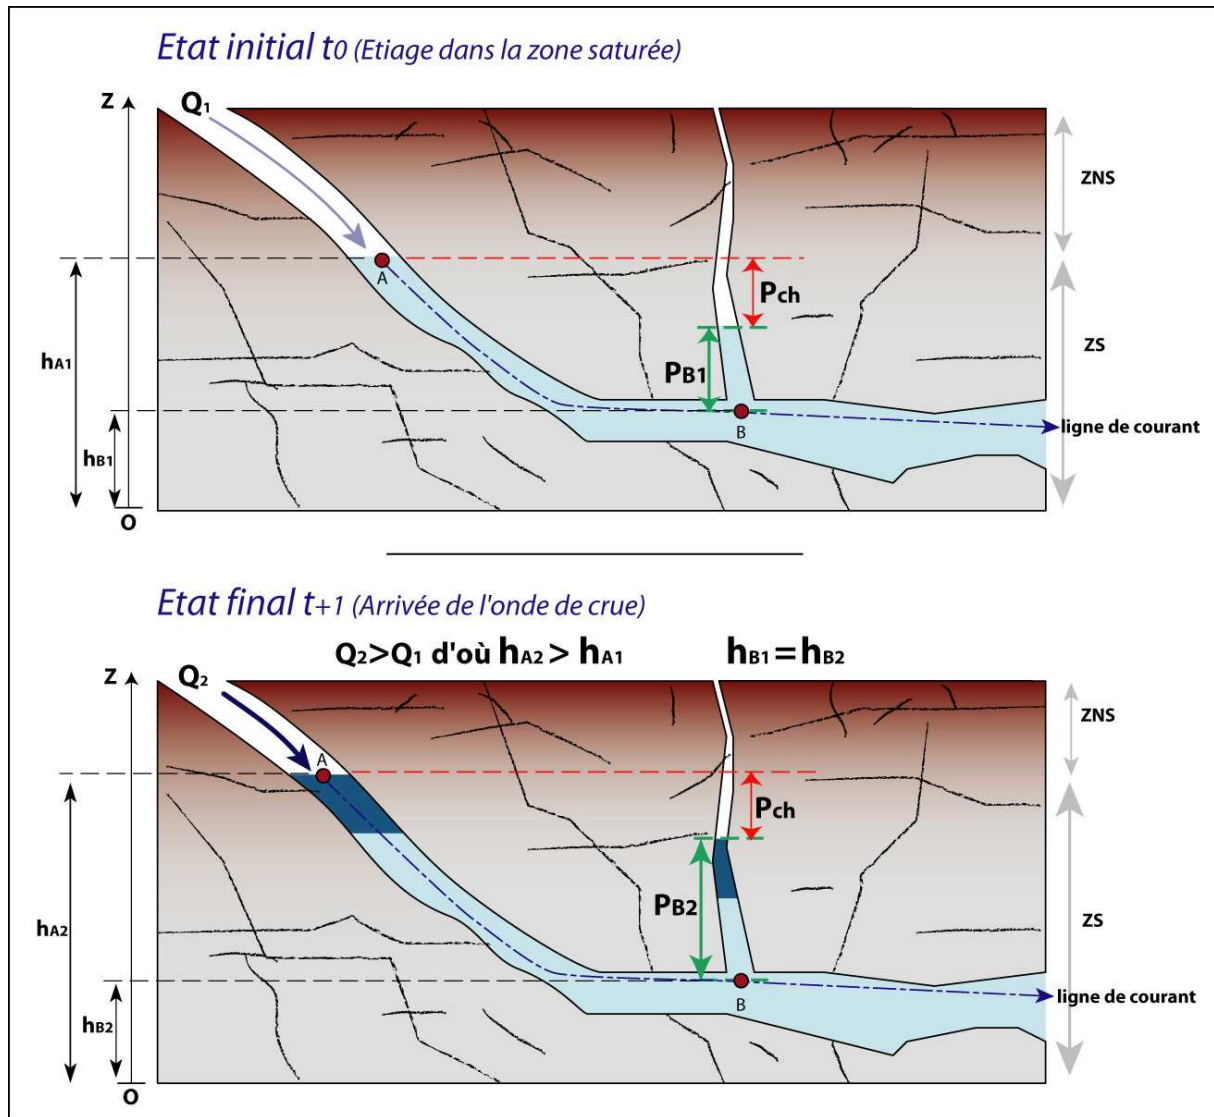 Etat initial t0 (Etiage dans la zone saturée)
Z
Q1
ZNS
A
Pch
hA1
PB1
ZS
B
ligne de courant
hB1
O
Etat final t+1 (Arrivée de l'onde de crue)
Q2>Q1 d'où hA2 > hA1 hB1 = hB2
Z
Q2
ZNS
A
Pch
PB2
hA2
ZS
B
ligne de courant
hB2
O